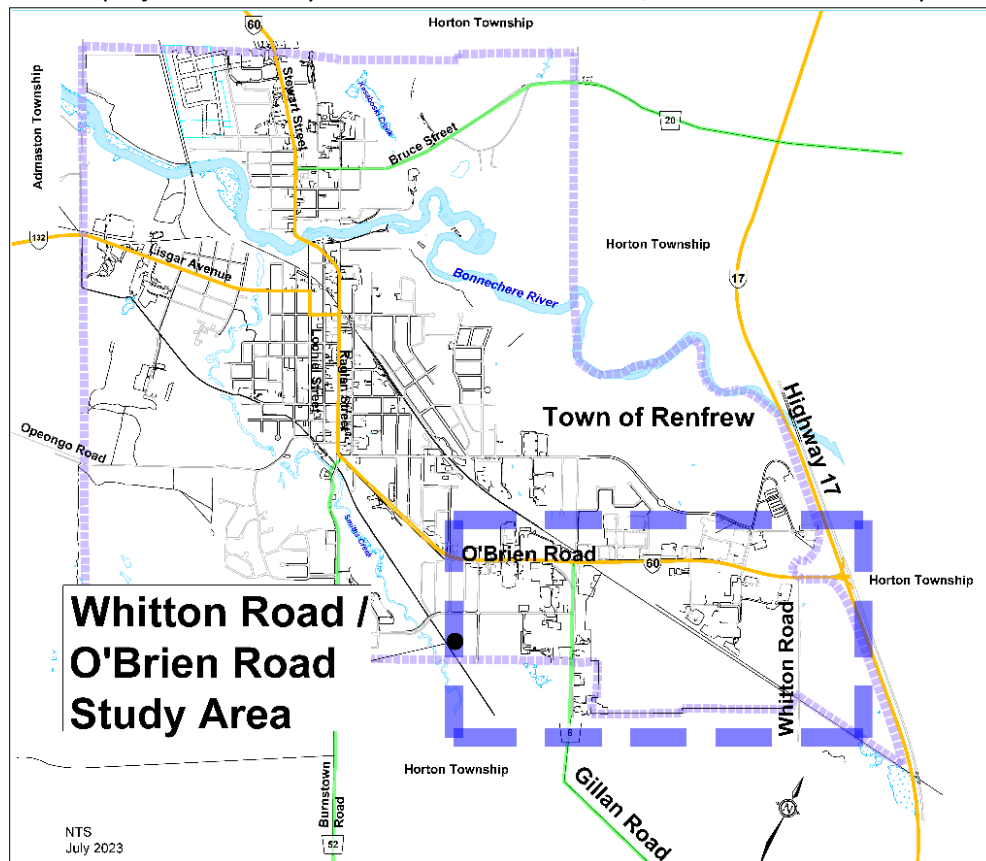 Horton Township
60
Stewart Street
Bruce Street
20
Admaston Township
132
Lisgar Avenue
Horton Township
17
Bonnechere River
Lochiel Street
Raglan Street
Highway 17
Town of Renfrew
Opeongo Road
Smiths Creek
O'Brien Road
60
Horton Township
Whitton Road /
O'Brien Road
Study Area
Whitton Road
6
Horton Township
Gillan Road
Burnstown
Road
52
N
NTS
July 2023